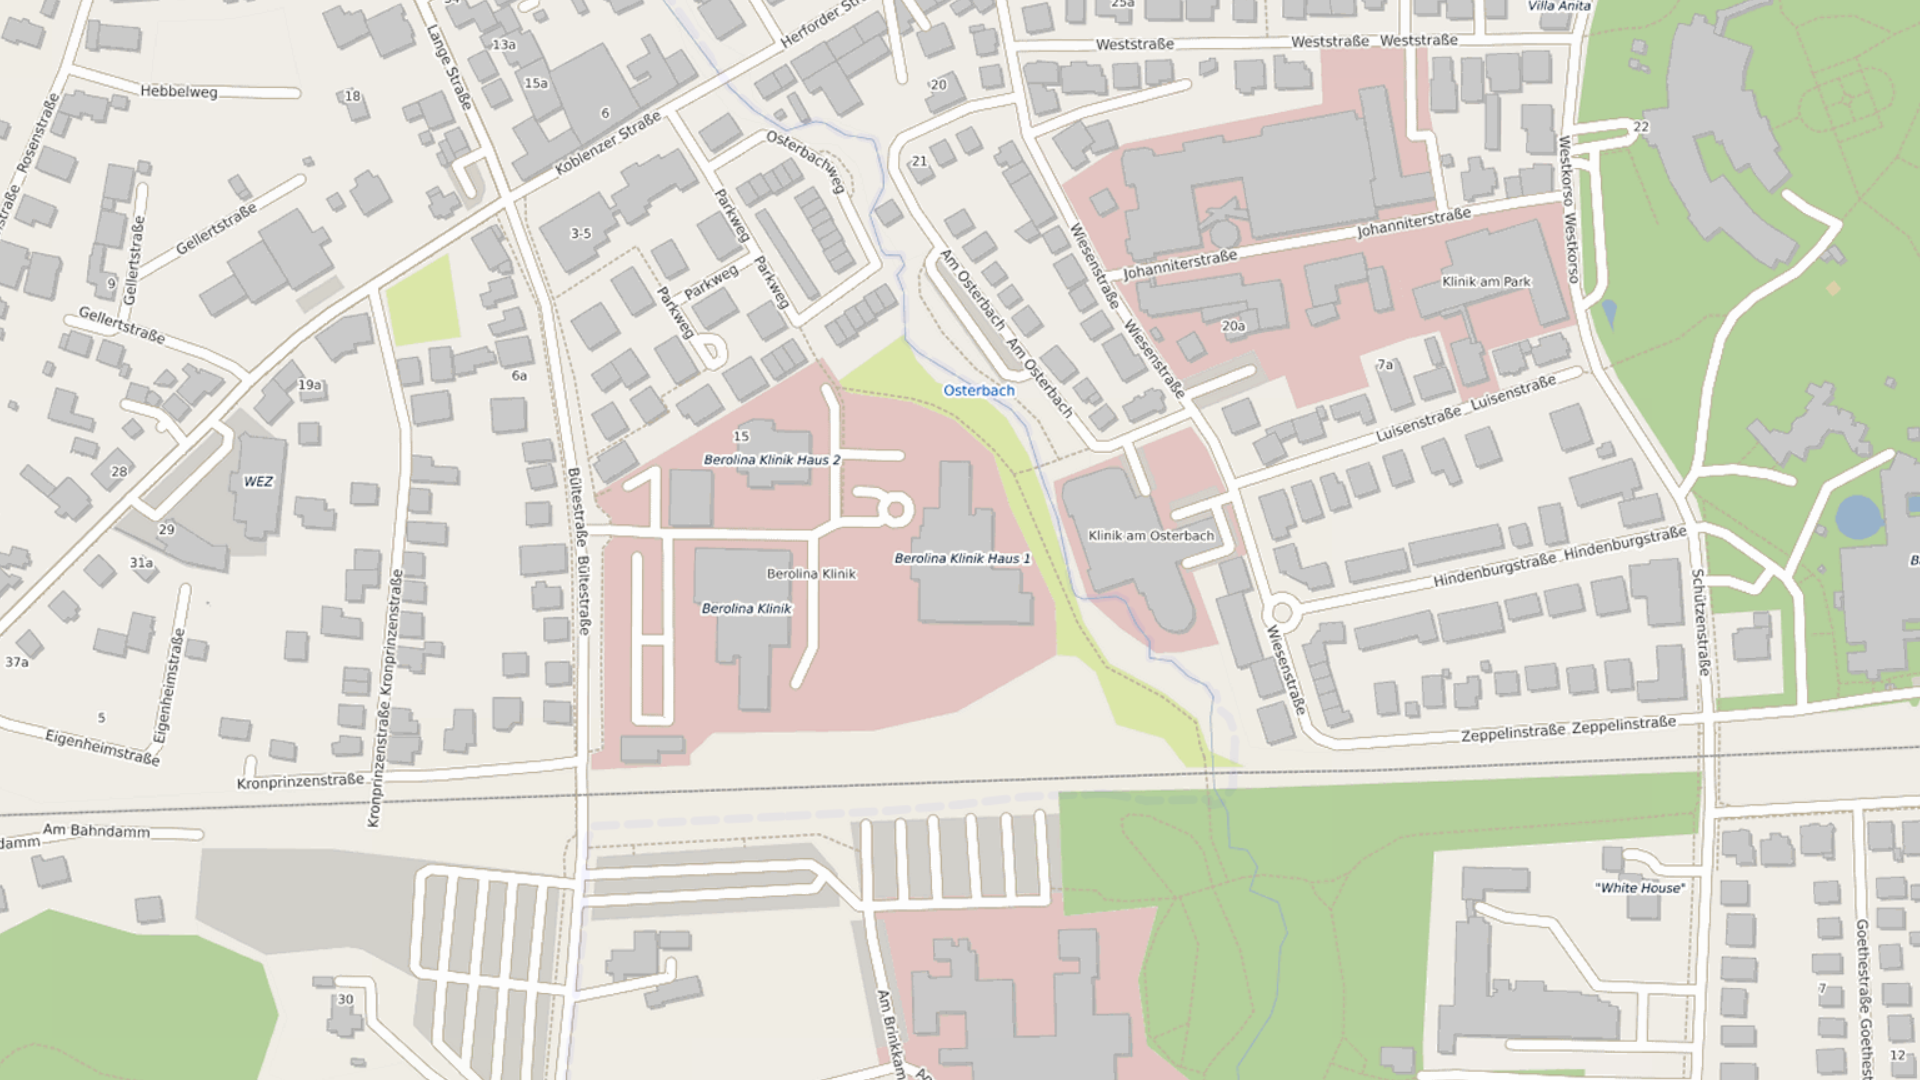 34
25a
Villa Anita
Herforder Str
13a
Lange Straße
Weststraße
Weststraße
Weststraße
Hebbelweg
18
15a
6
20
Koblenzer Straße
22
Rosenstraße
straße
Osterbachweg
21
Westkorso
Westkorso
Gellertstraße
Gellertstraße
Parkweg
3-5
Wiesenstraße
Johanniterstraße
Johanniterstraße
9
Parkweg
Parkweg
Parkweg
Am Osterbach
Klinik am Park
Gellertstraße
20a
Wiesenstraße
Am Osterbach
6a
19a
Osterbach
7a
Luisenstraße
Luisenstraße
15
Berolina Klinik Haus 2
28
WEZ
Bültestraße
Bültestraße
29
Klinik am Osterbach
31a
Berolina Klinik
Berolina Klinik Haus 1
Hindenburgstraße
Hindenburgstraße
B
Berolina Klinik
Schützenstraße
Kronprinzenstraße
Kronprinzenstraße
37a
Eigenheimstraße
Wiesenstraße
5
Eigenheimstraße
Zeppelinstraße
Zeppelinstraße
Kronprinzenstraße
Am Bahndamm
damm
"White House"
30
Am Brinkkam
Goethestraße
Goethest
7
12
Ar